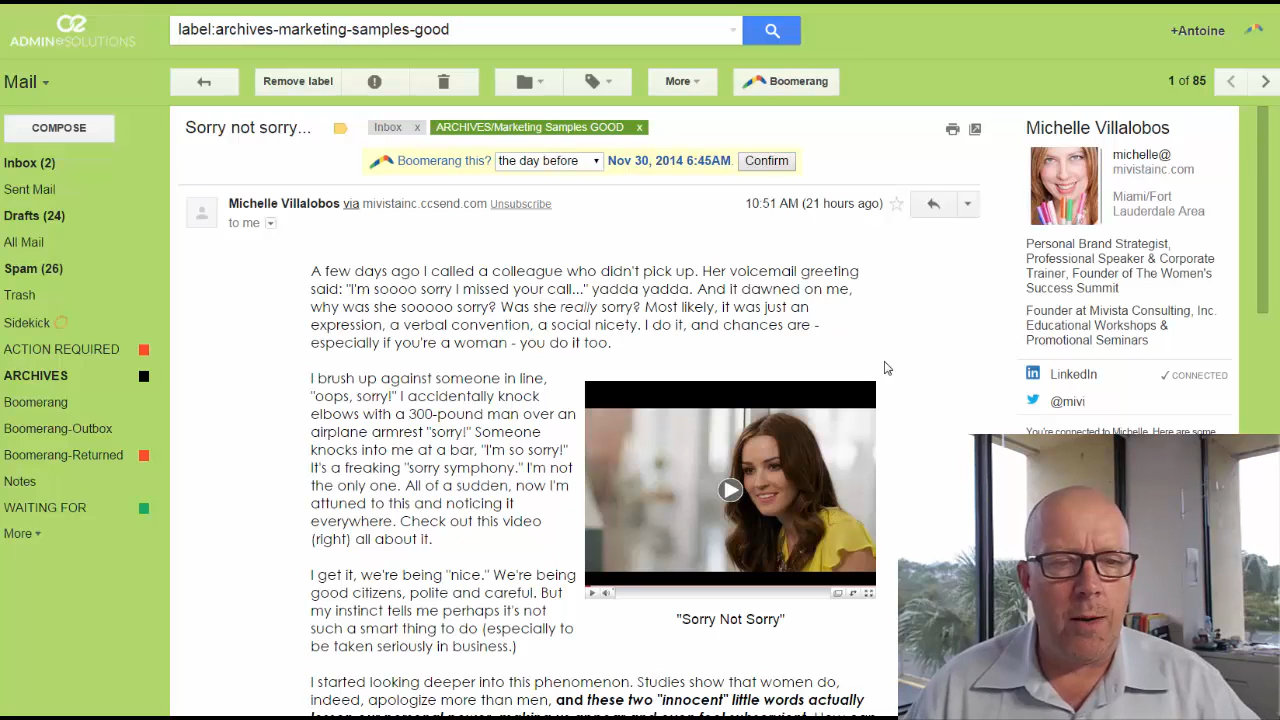 ADMINeSOLUTIONS
label:archives-marketing-samples-good
+Antoine
Mail
Remove label
More
Boomerang
1 of 85
COMPOSE
Inbox (2)
Sent Mail
Drafts (24)
All Mail
Spam (26)
Trash
Sidekick
ACTION REQUIRED
ARCHIVES
Boomerang
Boomerang-Outbox
Boomerang-Returned
Notes
WAITING FOR
More
Sorry not sorry...
Inbox x
ARCHIVES/Marketing Samples GOOD x
Boomerang this? the day before Nov 30, 2014 6:45AM. Confirm
Michelle Villalobos via mivistainc.ccsend.com Unsubscribe
10:51 AM (21 hours ago)
to me
A few days ago I called a colleague who didn't pick up. Her voicemail greeting
said: "I'm soooo sorry I missed your call..." yadda yadda. And it dawned on me,
why was she sooooo sorry? Was she really sorry? Most likely, it was just an
expression, a verbal convention, a social nicety. I do it, and chances are -
especially if you're a woman - you do it too.
I brush up against someone in line,
"oops, sorry!" I accidentally knock
elbows with a 300-pound man over an
airplane armrest "sorry!" Someone
knocks into me at a bar, "I'm so sorry!"
It's a freaking "sorry symphony." I'm not
the only one. All of a sudden, now I'm
attuned to this and noticing it
everywhere. Check out this video
(right) all about it.
I get it, we're being "nice." We're being
good citizens, polite and careful. But
my instinct tells me perhaps it's not
such a smart thing to do (especially to
be taken seriously in business.)
"Sorry Not Sorry"
I started looking deeper into this phenomenon. Studies show that women do,
indeed, apologize more than men, and these two "innocent" little words actually
Michelle Villalobos
michelle@
mivistainc.com
Miami/Fort
Lauderdale Area
Personal Brand Strategist,
Professional Speaker & Corporate
Trainer, Founder of The Women's
Success Summit
Founder at Mivista Consulting, Inc.
Educational Workshops &
Promotional Seminars
LinkedIn ✓CONNECTED
@mivi
You're connected to Michelle. Here are some